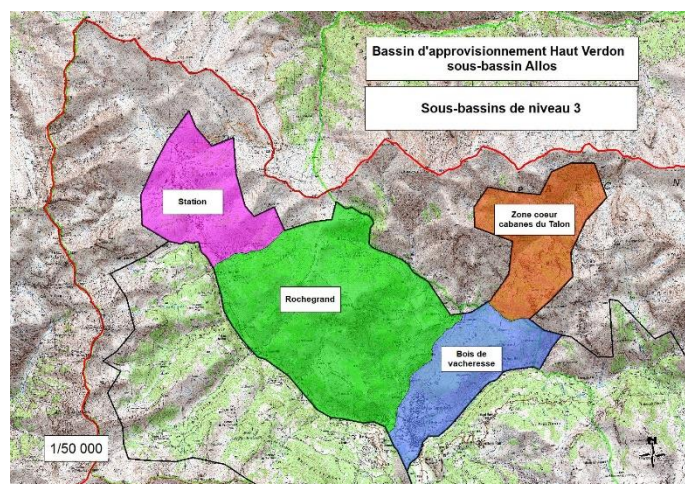 Bassin d'approvisionnement Haut Verdon
sous-bassin Allos
Sous-bassins de niveau 3
Station
Zone coeur
cabanes du Talon
Rochegrand
Bois de
vacheresse
1/50 000
N